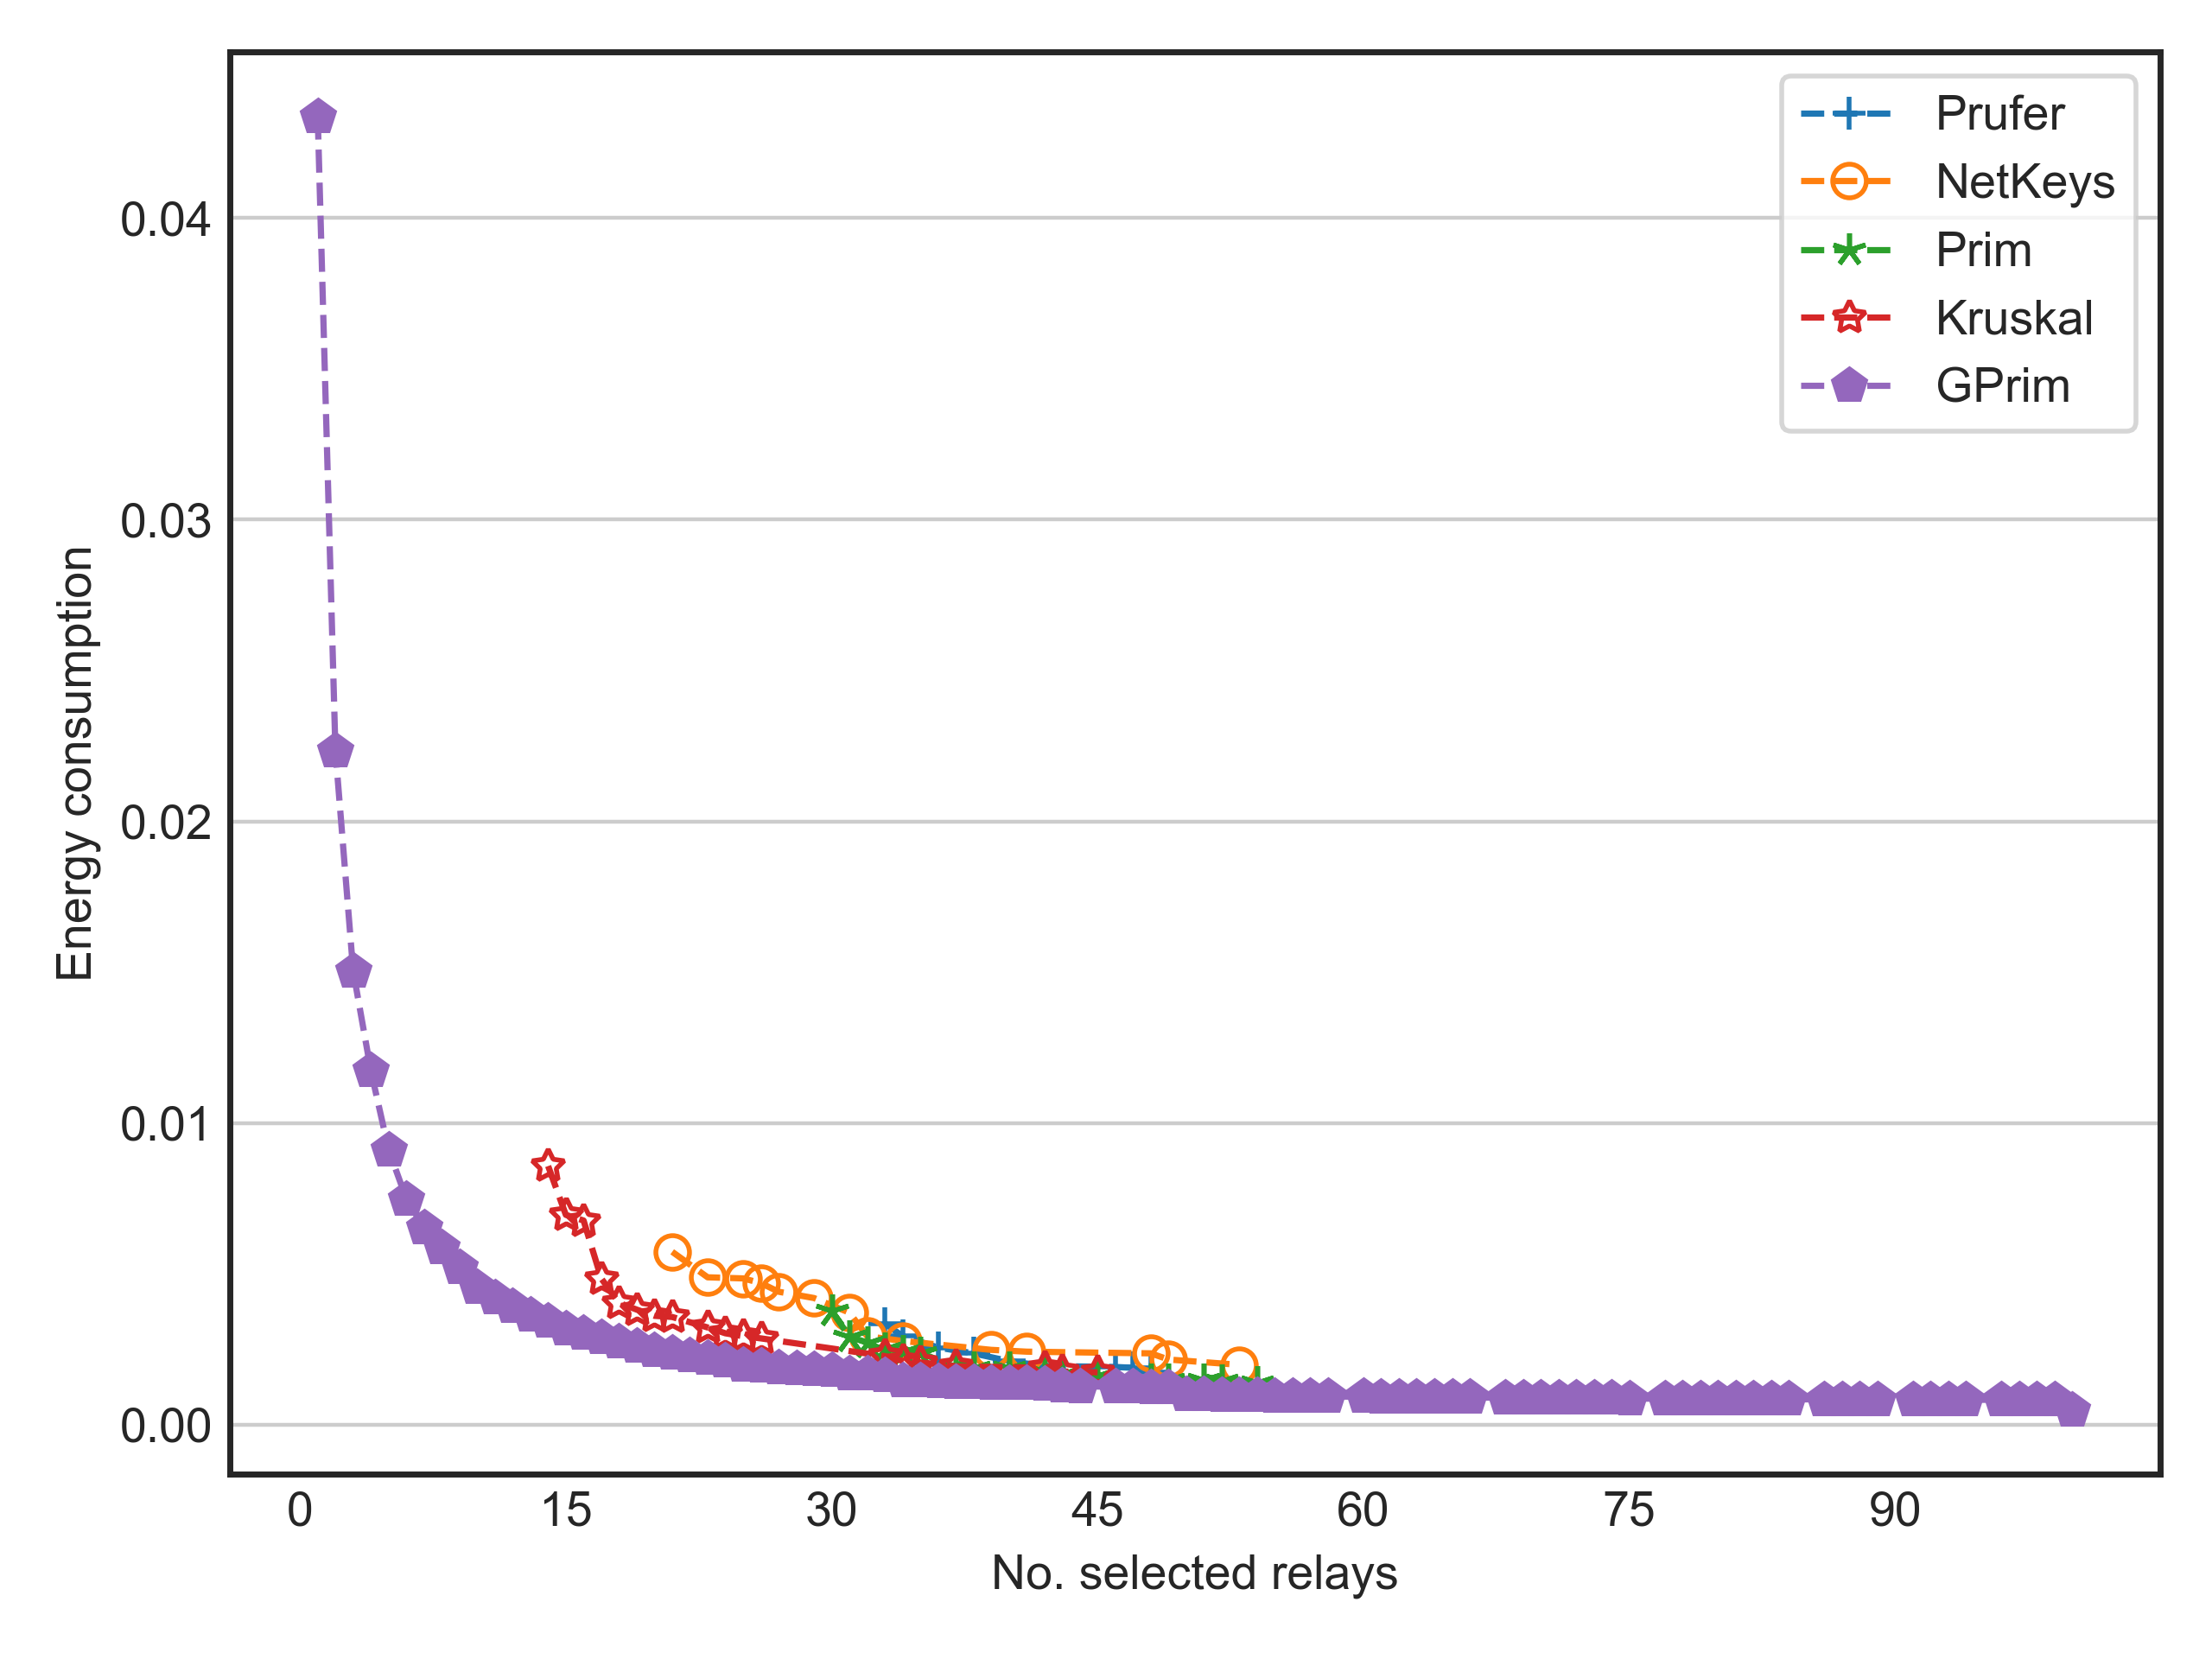 Prufer
NetKeys
Prim
Kruskal
GPrim
Energy consumption
0.04
0.03
0.02
0.01
0.00
0 15 30 45 60 75 90
No. selected relays